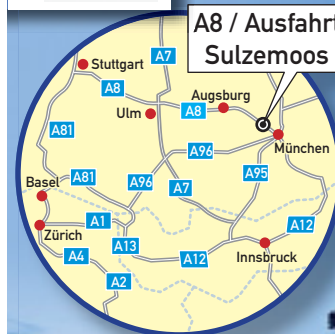 A8 / Ausfahrt
Sulzemoos
A7
Stuttgart
A8
Augsburg
Ulm
A8
A81
München
A96
Basel
A81
A96
A7
A95
Zürich
A1
A13
A12
A4
A12
Innsbruck
A2